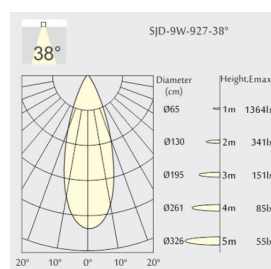 SJD-9W-927-38°
38°
Diameter
(cm)
Height,Emax
Ø65 1m 1364lx
Ø130 2m 341lx
Ø195 3m 151lx
Ø261 4m 85lx
Ø326 5m 55lx
20° 10° 0° 10° 20°